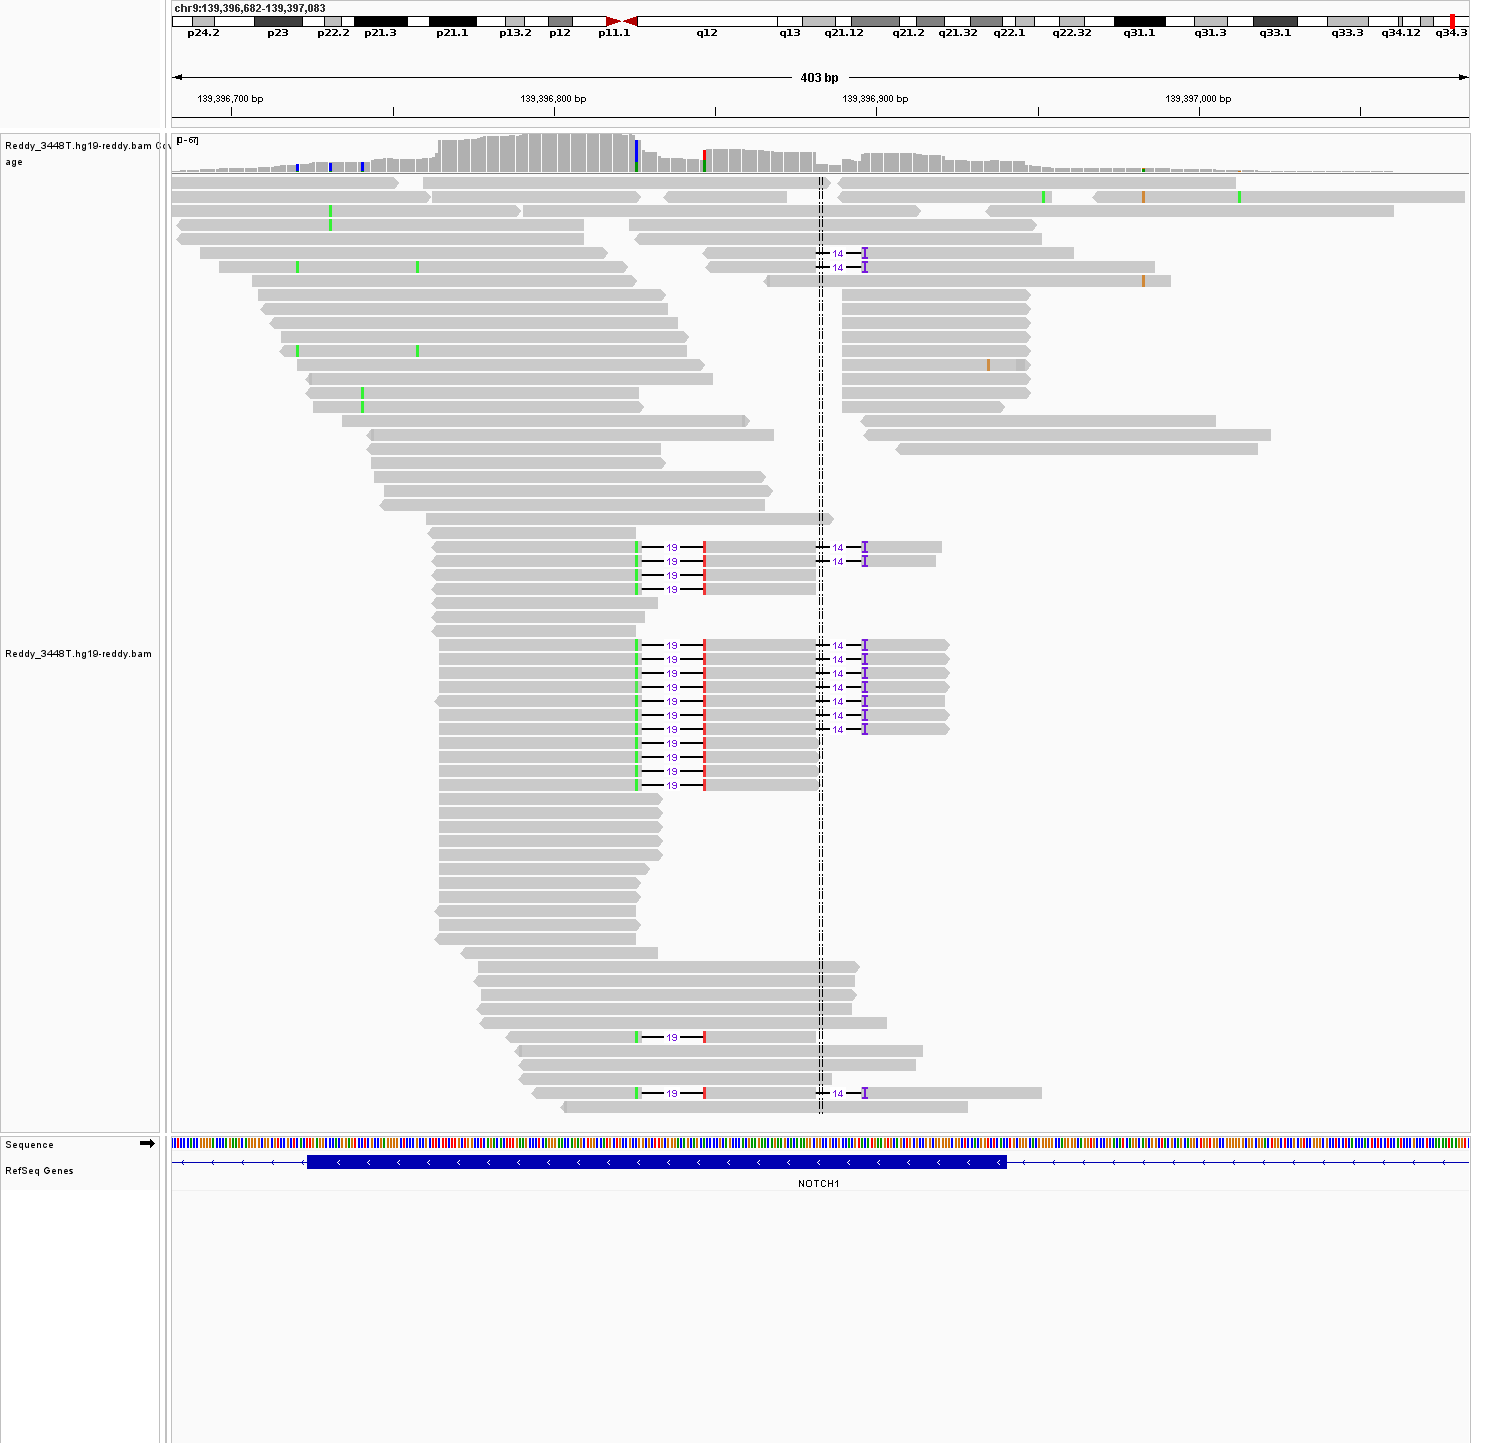 chr9:139,396,682-139,397,083
p24.2 p23 p22.2 p21.3 p21.1 p13.2 p12 p11.1 q12 q13 q21.12 q21.2 q21.32 q22.1 q22.32 q31.1 q31.3 q33.1 q33.3 q34.12 q34.3
403 bp
139,396,700 bp 139,396,800 bp 139,396,900 bp 139,397,000 bp
Reddy_3448T.hg19-reddy.bam Cov
age
[0 - 67]
14
14
19 14
19 14
19
19
19 14
Reddy_3448T.hg19-reddy.bam 19 14
19 14
19 14
19 14
19 14
19 14
19
19
19
19
19
19 14
Sequence
RefSeq Genes
NOTCH1